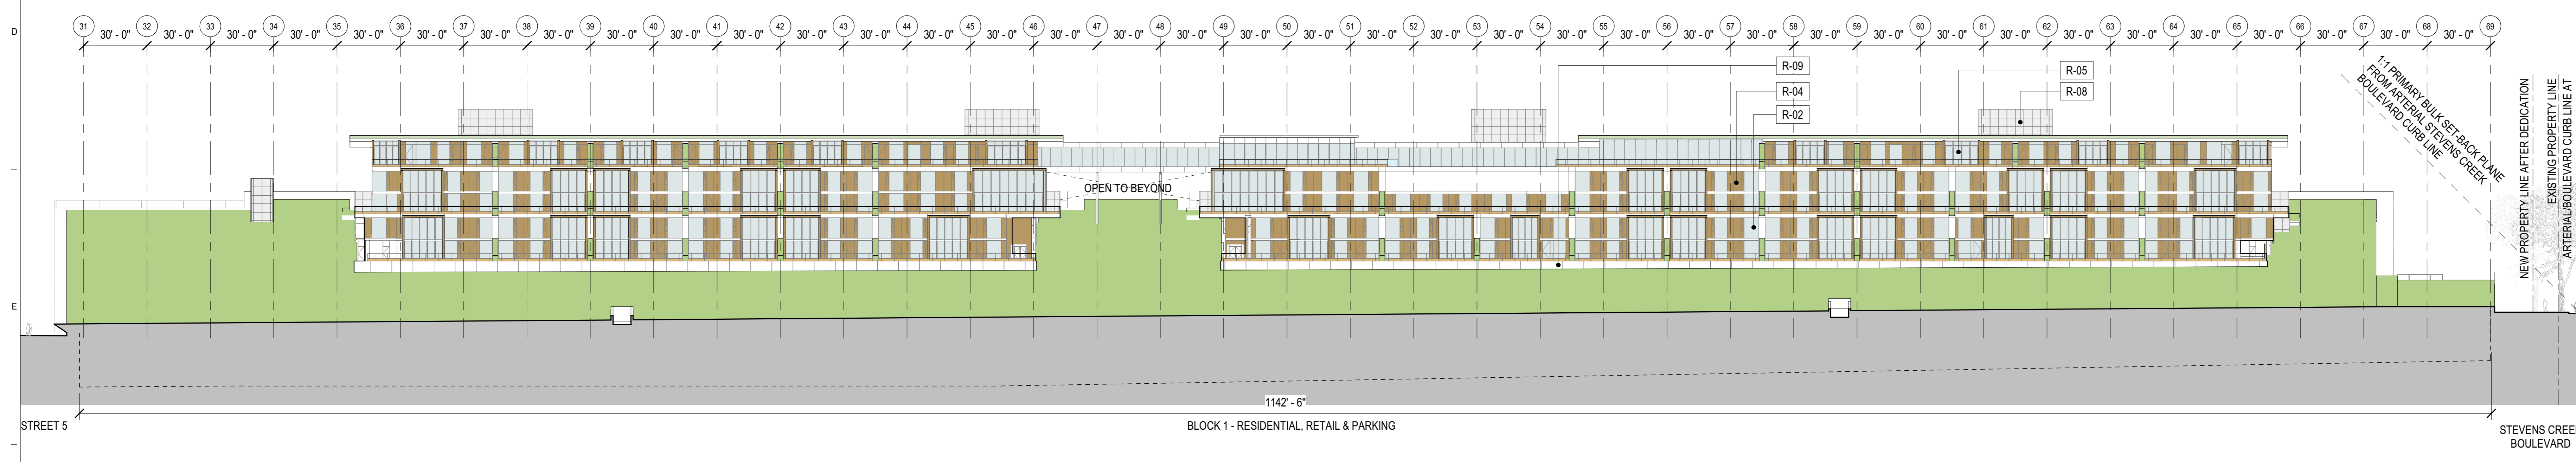 31 32 33 34 35 36 37 38 39 40 41 42 43 44 45 46 47 48 49 50 51 52 53 54 55 56 57 58 59 60 61 62 63 64 65 66 67 68 69
D
30' - 0" 30' - 0" 30' - 0" 30' - 0" 30' - 0" 30' - 0" 30' - 0" 30' - 0" 30' - 0" 30' - 0" 30' - 0" 30' - 0" 30' - 0" 30' - 0" 30' - 0" 30' - 0" 30' - 0" 30' - 0" 30' - 0" 30' - 0" 30' - 0" 30' - 0" 30' - 0" 30' - 0" 30' - 0" 30' - 0" 30' - 0" 30' - 0" 30' - 0" 30' - 0" 30' - 0" 30' - 0" 30' - 0" 30' - 0" 30' - 0" 30' - 0" 30' - 0" 30' - 0"
R-09
R-04
R-02
R-05
R-08
1:1 PRIMARY BULK SET-BACK PLANE
FROM ARTERIAL STEVENS CREEK
BOULEVARD CURB LINE
NEW PROPERTY LINE AFTER DEDICATION
EXISTING PROPERTY LINE
ARTERIAL/BOULEVARD CURB LINE AT
OPEN TO BEYOND
E
1142' - 6"
STREET 5
BLOCK 1 - RESIDENTIAL, RETAIL & PARKING
STEVENS CREE
BOULEVARD